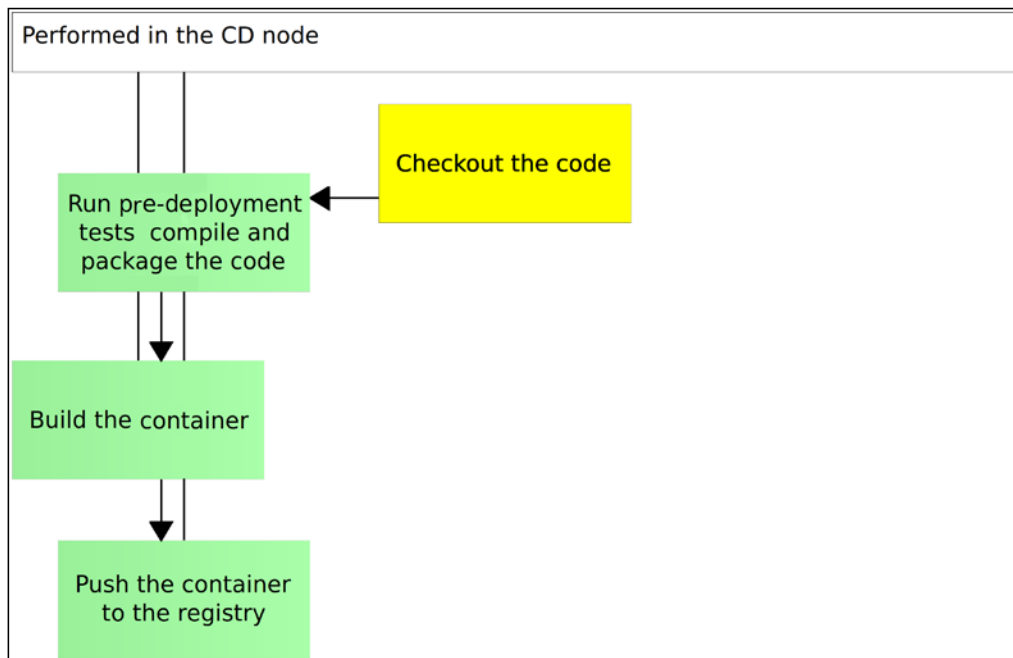 Performed in the CD node
Checkout the code
Run pre-deployment
tests compile and
package the code
Build the container
Push the container
to the registry